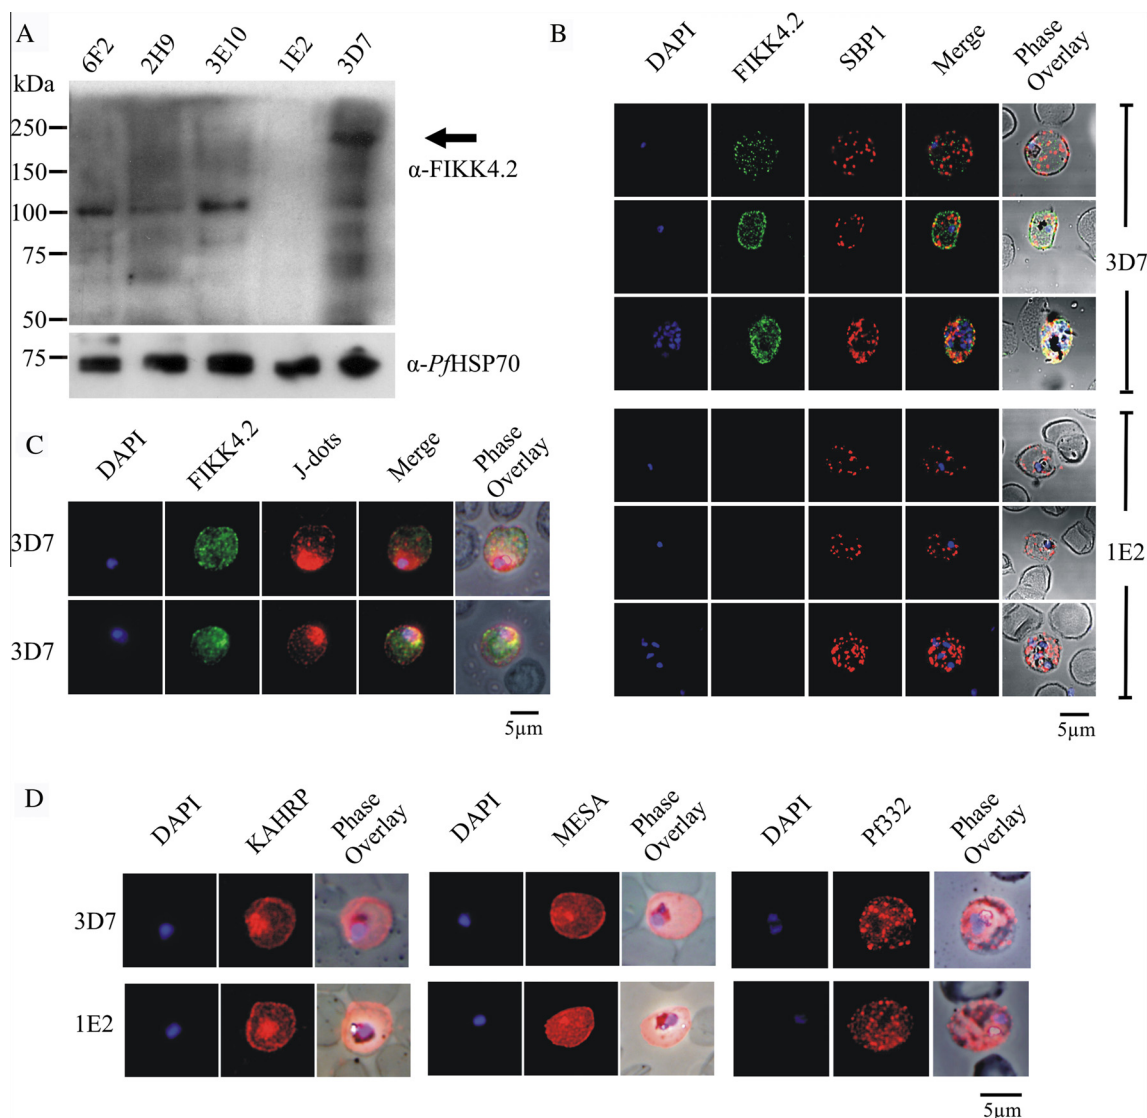 A
6F2
2H9
3E10
1E2
3D7
kDa
250
150
100
75
50
75
α-FIKK4.2
α-PfHSP70
B
DAPI
FIKK4.2
SBP1
Merge
Phase
Overlay
3D7
1E2
5µm
C
DAPI
FIKK4.2
J-dots
Merge
Phase
Overlay
3D7
3D7
5µm
D
DAPI
KAHRP
Phase
Overlay
DAPI
MESA
Phase
Overlay
DAPI
Pf332
Phase
Overlay
3D7
1E2
5µm